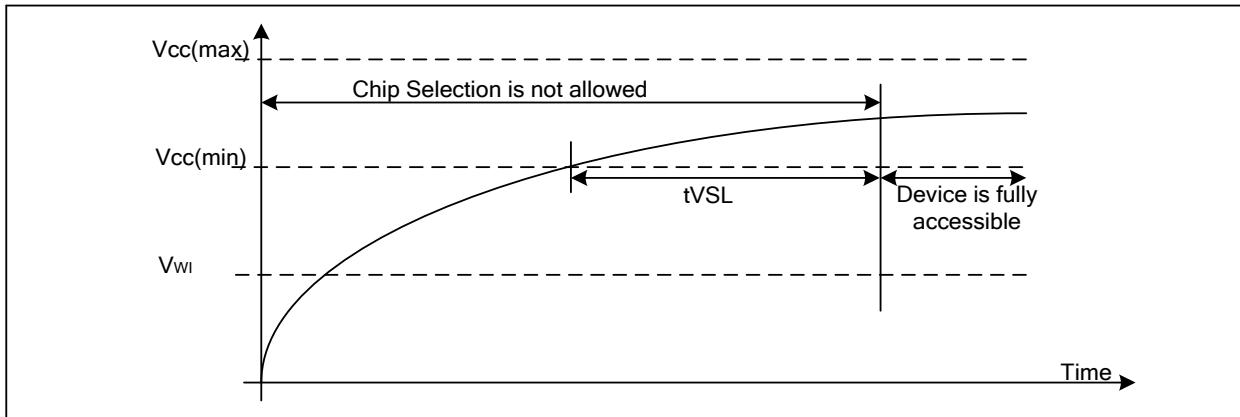 Vcc(max)
Chip Selection is not allowed
Vcc(min)
tVSL
Device is fully
accessible
VWI
Time